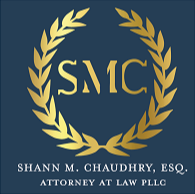 SMC
SHANN M. CHAUDHRY, ESQ.
ATTORNEY AT LAW PLLC